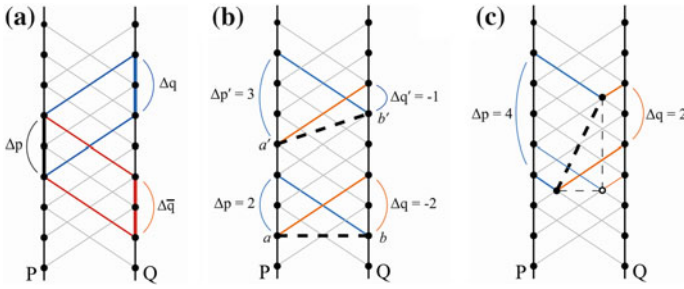 (a)
Δq
Δp
Δq̅
P
Q
(b)
Δp′ = 3
Δq′ = -1
a′
b′
Δp = 2
Δq = -2
a
b
P
Q
(c)
Δp = 4
Δq = 2
P
Q